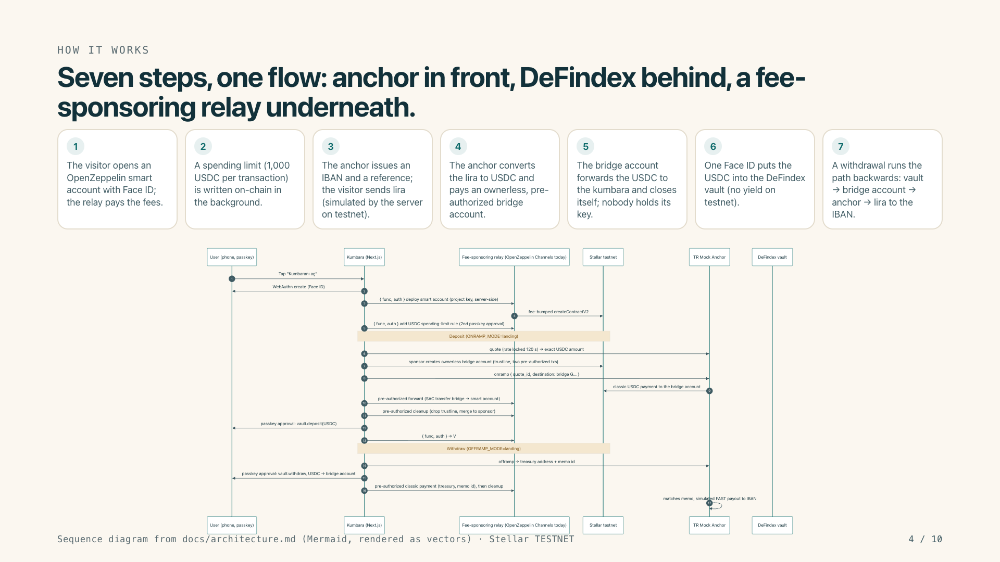 HOW IT WORKS
Seven steps, one flow: anchor in front, DeFindex behind, a fee-
sponsoring relay underneath.
1
The visitor opens an
OpenZeppelin smart
account with Face ID;
the relay pays the fees.
2
A spending limit (1,000
USDC per transaction)
is written on-chain in
the background.
3
The anchor issues an
IBAN and a reference;
the visitor sends lira
(simulated by the server
on testnet).
4
The anchor converts
the lira to USDC and
pays an ownerless, pre-
authorized bridge
account.
5
The bridge account
forwards the USDC to
the kumbara and closes
itself; nobody holds its
key.
6
One Face ID puts the
USDC into the DeFindex
vault (no yield on
testnet).
7
A withdrawal runs the
path backwards: vault
→ bridge account →
anchor → lira to the
IBAN.
User (phone, passkey)
Kumbara (Next.js)
Fee-sponsoring relay (OpenZeppelin Channels today)
Stellar testnet
TR Mock Anchor
DeFindex vault
Tap "Kumbaranı aç"
1
WebAuthn create (Face ID)
2
{ func, auth } deploy smart account (project key, server-side)
3
fee-bumped createContractV2
4
{ func, auth } add USDC spending-limit rule (2nd passkey approval)
5
Deposit (ONRAMP_MODE=landing)
quote (rate locked 120 s) → exact USDC amount
6
sponsor creates ownerless bridge account (trustline, two pre-authorized txs)
7
onramp { quote_id, destination: bridge G... }
8
classic USDC payment to the bridge account
9
pre-authorized forward (SAC transfer bridge → smart account)
10
pre-authorized cleanup (drop trustline, merge to sponsor)
11
passkey approval: vault.deposit(USDC)
12
{ func, auth } → V
13
Withdraw (OFFRAMP_MODE=landing)
offramp → treasury address + memo id
14
passkey approval: vault.withdraw, USDC → bridge account
15
pre-authorized classic payment (treasury, memo id), then cleanup
16
matches memo, simulated FAST payout to IBAN
17
User (phone, passkey)
Kumbara (Next.js)
Fee-sponsoring relay (OpenZeppelin Channels today)
Stellar testnet
TR Mock Anchor
DeFindex vault
Sequence diagram from docs/architecture.md (Mermaid, rendered as vectors) · Stellar TESTNET
4 / 10